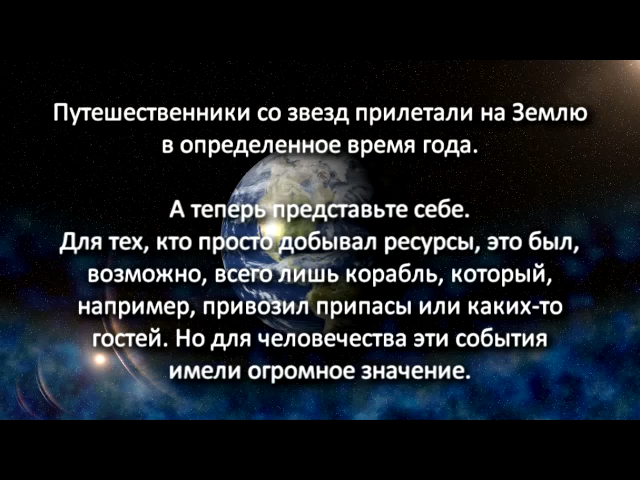 Путешественники со звезд прилетали на Землю
в определенное время года.
А теперь представьте себе.
Для тех, кто просто добывал ресурсы, это был,
возможно, всего лишь корабль, который,
например, привозил припасы или каких-то
гостей. Но для человечества эти события
имели огромное значение.